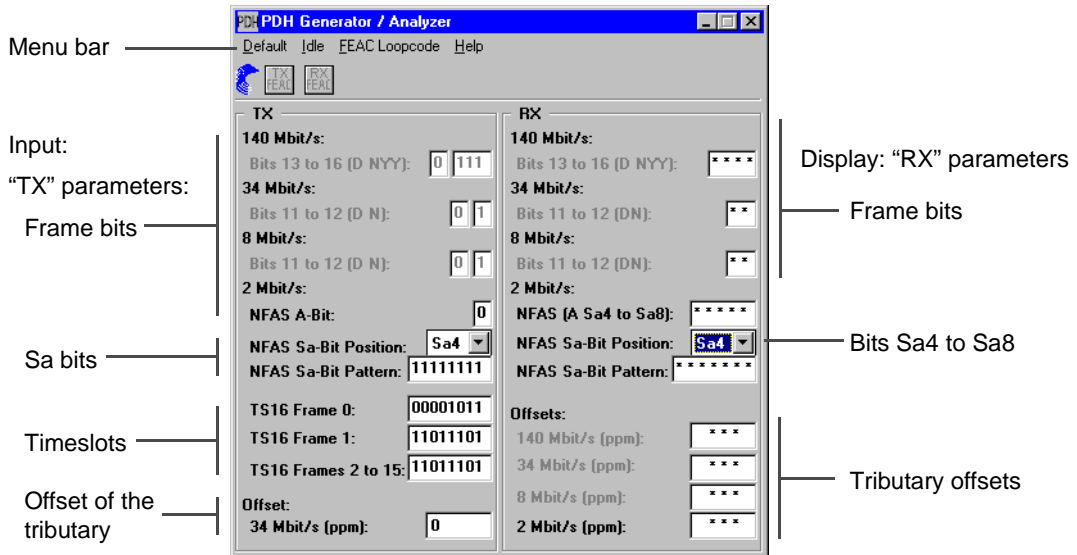 PDH PDH Generator / Analyzer
Menu bar
Default Idle FEAC Loopcode Help
TX FEAC
RX FEAC
Input:
"TX" parameters:
Frame bits
Sa bits
Timeslots
Offset of the
tributary
TX
140 Mbit/s:
Bits 13 to 16 (D NYY): 0 111
34 Mbit/s:
Bits 11 to 12 (D N): 0 1
8 Mbit/s:
Bits 11 to 12 (D N): 0 1
2 Mbit/s:
NFAS A-Bit: 0
NFAS Sa-Bit Position: Sa4
NFAS Sa-Bit Pattern: 11111111
TS16 Frame 0: 00001011
TS16 Frame 1: 11011101
TS16 Frames 2 to 15: 11011101
Offset:
34 Mbit/s (ppm): 0
RX
140 Mbit/s:
Bits 13 to 16 (D NYY): ****
34 Mbit/s:
Bits 11 to 12 (DN): **
8 Mbit/s:
Bits 11 to 12 (DN): **
2 Mbit/s:
NFAS (A Sa4 to Sa8): *****
NFAS Sa-Bit Position: Sa4
NFAS Sa-Bit Pattern: *******
Offsets:
140 Mbit/s (ppm): ***
34 Mbit/s (ppm): ***
8 Mbit/s (ppm): ***
2 Mbit/s (ppm): ***
Display: "RX" parameters
Frame bits
Bits Sa4 to Sa8
Tributary offsets